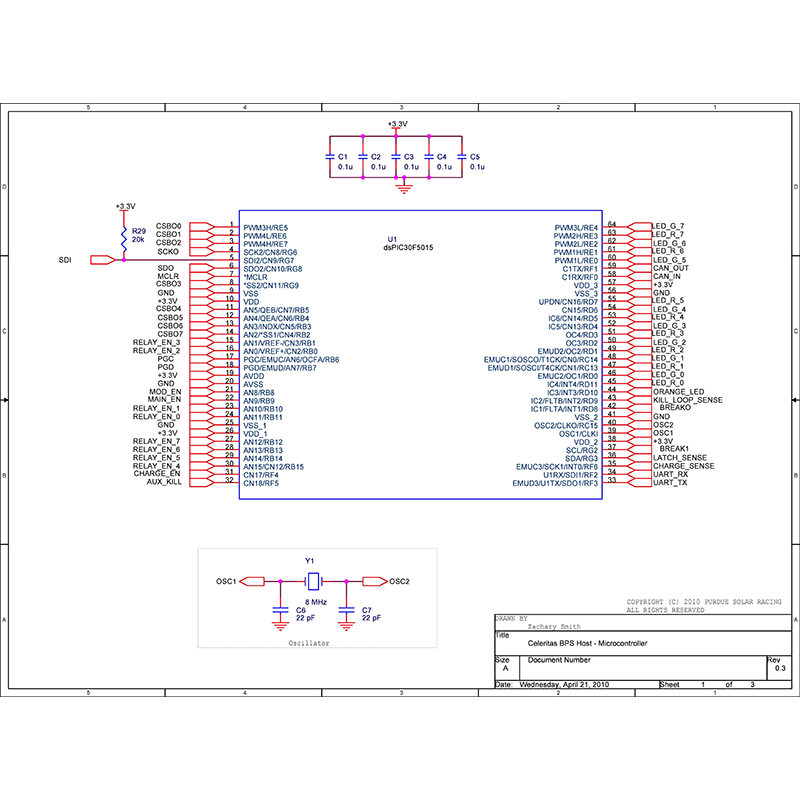 5 4 3 2 1
+3.3V
C1 C2 C3 C4 C5
0.1u 0.1u 0.1u 0.1u 0.1u
D D
+3.3V
R29
20k
U1
dsPIC30F5015
CSBO0 1 PWM3H/RE5 PWM3L/RE4 64 LED_G_7
CSBO1 2 PWM4L/RE6 PWM2H/RE3 63 LED_R_7
CSBO2 3 PWM4H/RE7 PWM2L/RE2 62 LED_G_6
SCKO 4 SCK2/CN8/RG6 PWM1H/RE1 61 LED_R_6
SDI 5 SDI2/CN9/RG7 PWM1L/RE0 60 LED_G_5
SDO 6 SDO2/CN10/RG8 C1TX/RF1 59 CAN_OUT
MCLR 7 *MCLR C1RX/RF0 58 CAN_IN
CSBO3 8 *SS2/CN11/RG9 VDD_3 57 +3.3V
GND 9 VSS VSS_3 56 GND
+3.3V 10 VDD UPDN/CN16/RD7 55 LED_R_5
CSBO4 11 AN5/QEB/CN7/RB5 CN15/RD6 54 LED_G_4
CSBO5 12 AN4/QEA/CN6/RB4 IC6/CN14/RD5 53 LED_R_4
CSBO6 13 AN3/INDX/CN5/RB3 IC5/CN13/RD4 52 LED_G_3
CSBO7 14 AN2/*SS1/CN4/RB2 OC4/RD3 51 LED_R_3
RELAY_EN_3 15 AN1/VREF-/CN3/RB1 OC3/RD2 50 LED_G_2
RELAY_EN_2 16 AN0/VREF+/CN2/RB0 EMUD2/OC2/RD1 49 LED_R_2
PGC 17 PGC/EMUC/AN6/OCFA/RB6 EMUC1/SOSCO/T1CK/CN0/RC14 48 LED_G_1
PGD 18 PGD/EMUD/AN7/RB7 EMUD1/SOSCI/T4CK/CN1/RC13 47 LED_R_1
+3.3V 19 AVDD EMUC2/OC1/RD0 46 LED_G_0
GND 20 AVSS IC4/INT4/RD11 45 LED_R_0
MOD_EN 21 AN8/RB8 IC3/INT3/RD10 44 ORANGE_LED
MAIN_EN 22 AN9/RB9 IC2/FLTB/INT2/RD9 43 KILL_LOOP_SENSE
RELAY_EN_1 23 AN10/RB10 IC1/FLTA/INT1/RD8 42 BREAKO
RELAY_EN_0 24 AN11/RB11 VSS_2 41 GND
GND 25 VSS_1 OSC2/CLKO/RC15 40 OSC2
+3.3V 26 VDD_1 OSC1/CLKI 39 OSC1
RELAY_EN_7 27 AN12/RB12 VDD_2 38 +3.3V
RELAY_EN_6 28 AN13/RB13 SCL/RG2 37 BREAK1
RELAY_EN_5 29 AN14/RB14 SDA/RG3 36 LATCH_SENSE
RELAY_EN_4 30 AN15/CN12/RB15 EMUC3/SCK1/INT0/RF6 35 CHARGE_SENSE
CHARGE_EN 31 CN17/RF4 U1RX/SDI1/RF2 34 UART_RX
AUX_KILL 32 CN18/RF5 EMUD3/U1TX/SDO1/RF3 33 UART_TX
C C
B B
Y1
OSC1 OSC2
8 MHz
C6 C7
22 pF 22 pF
Oscillator
A A
COPYRIGHT (C) 2010 PURDUE SOLAR RACING
ALL RIGHTS RESERVED
DRAWN BY
Zachary Smith
Title
Celeritas BPS Host - Microcontroller
Size Document Number Rev
A 0.3
Date: Wednesday, April 21, 2010 Sheet 1 of 3
5 4 3 2 1